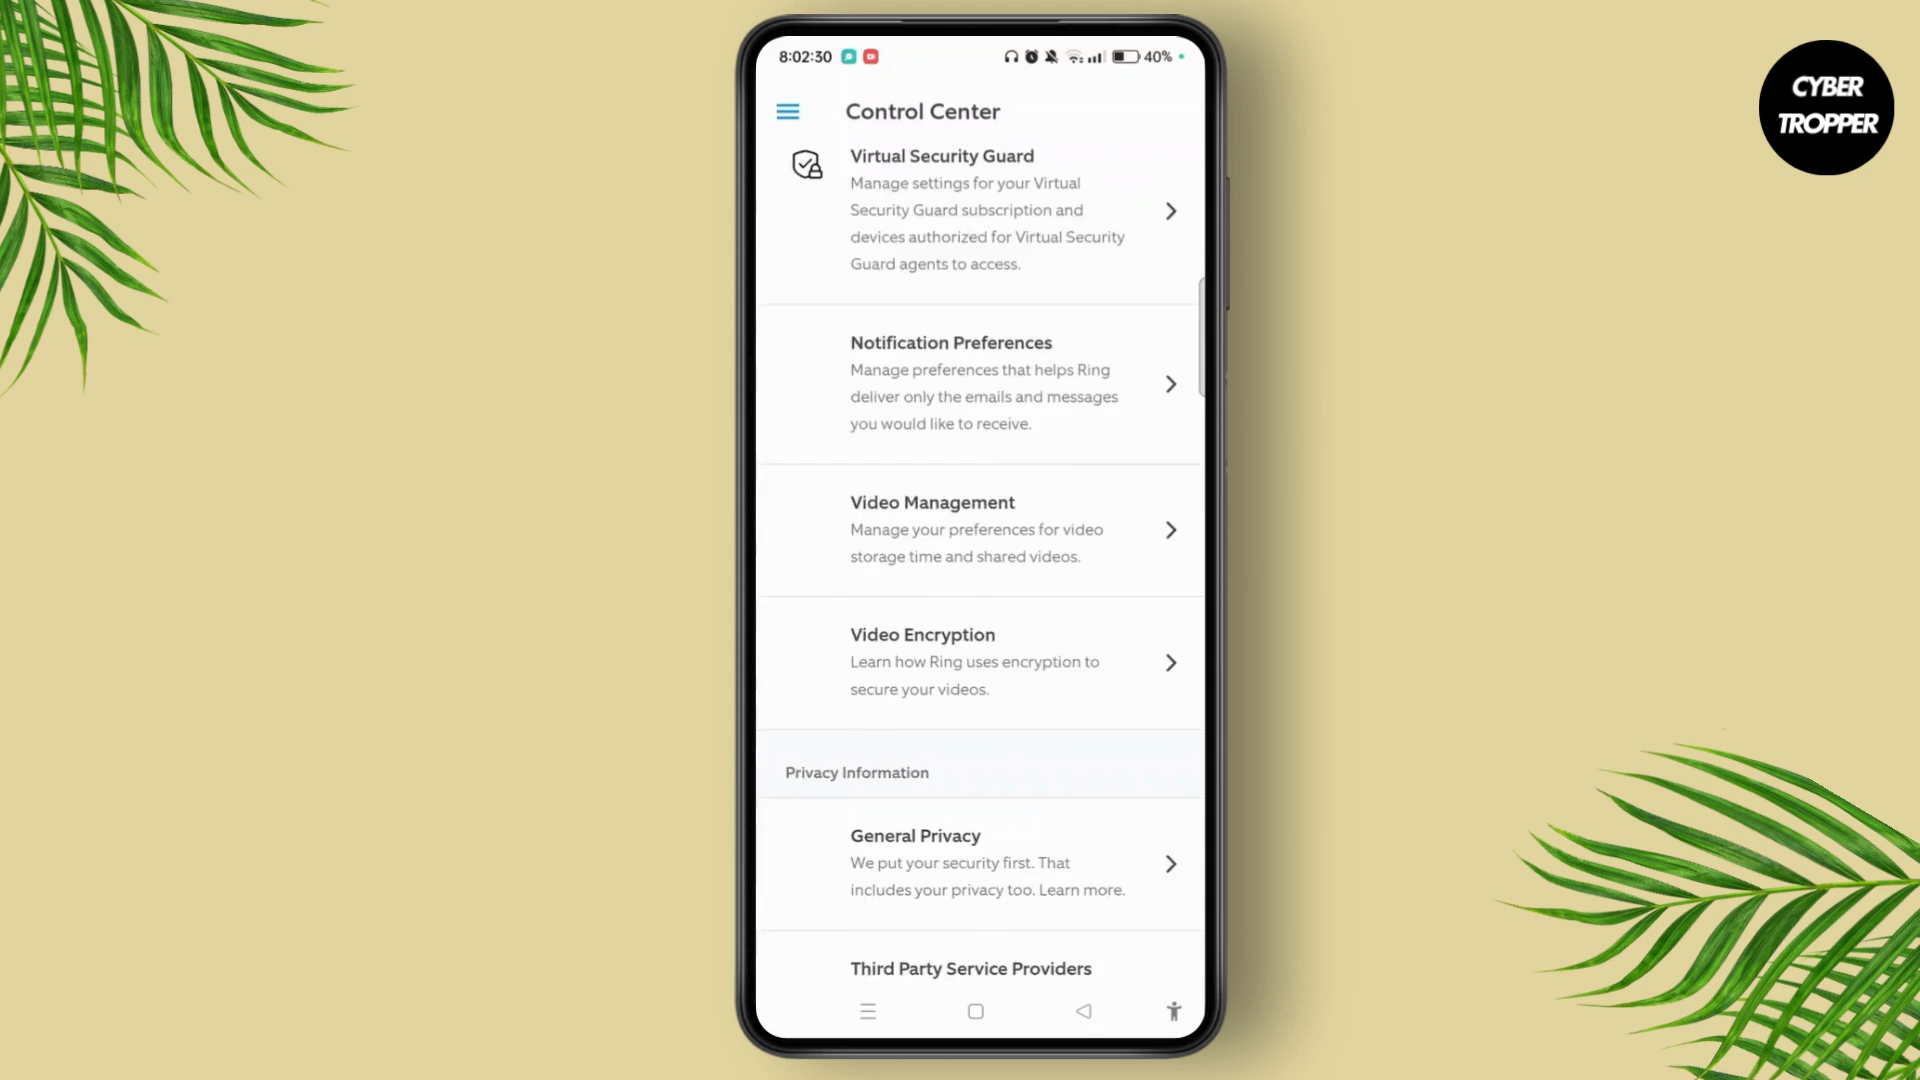 8:02:30
40%
CYBER
TROPPER
Control Center
Virtual Security Guard
Manage settings for your Virtual
Security Guard subscription and
devices authorized for Virtual Security
Guard agents to access.
Notification Preferences
Manage preferences that helps Ring
deliver only the emails and messages
you would like to receive.
Video Management
Manage your preferences for video
storage time and shared videos.
Video Encryption
Learn how Ring uses encryption to
secure your videos.
Privacy Information
General Privacy
We put your security first. That
includes your privacy too. Learn more.
Third Party Service Providers